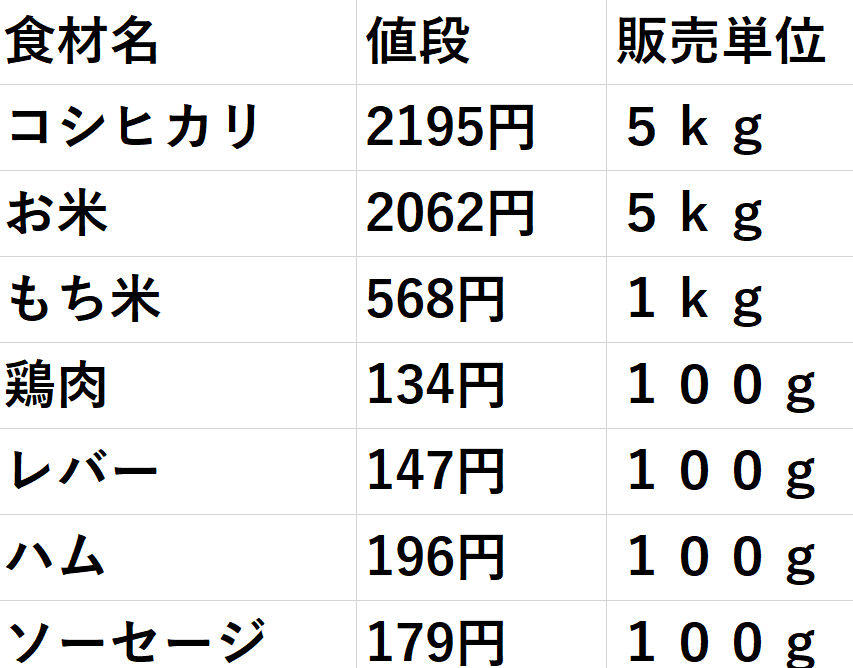 食材名 値段 販売単位
コシヒカリ 2195円 5ｋｇ
お米 2062円 5ｋｇ
もち米 568円 1ｋｇ
鶏肉 134円 1００ｇ
レバー 147円 1００ｇ
ハム 196円 1００ｇ
ソーセージ 179円 1００ｇ